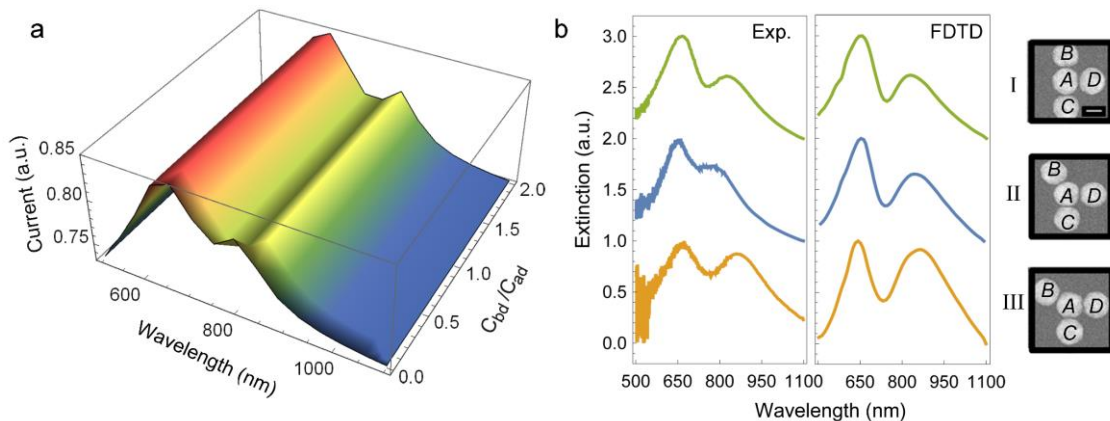 a
Current (a.u.)
0.85
0.80
0.75
600
800
1000
Wavelength (nm)
0.0
0.5
1.0
1.5
2.0
C_bd/C_ad
b
Exp.
FDTD
Extinction (a.u.)
3.0
2.5
2.0
1.5
1.0
0.5
0.0
500 650 800 950 1100
650 800 950 1100
Wavelength (nm)
I
B
A D
C
II
B
A D
C
III
B
A D
C